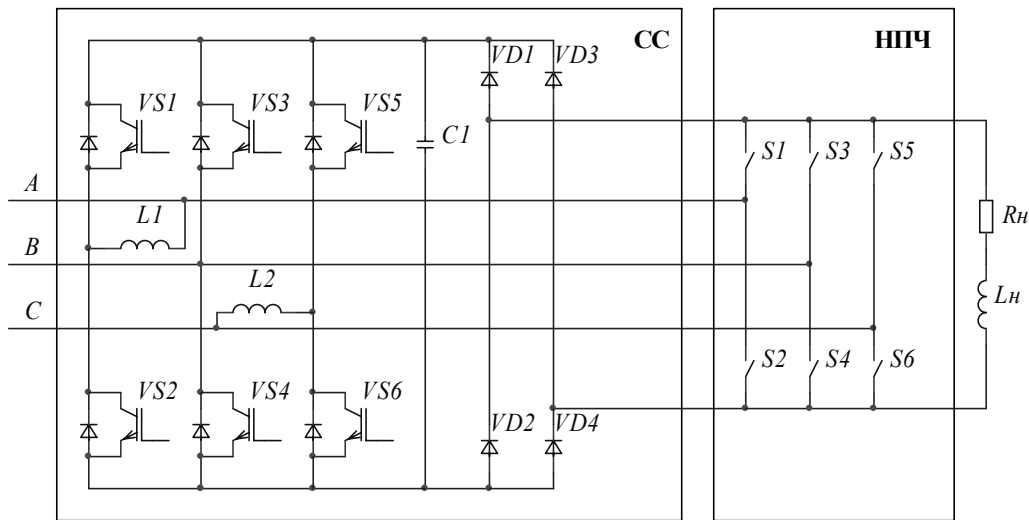 СС
НПЧ
VD1
VD3
VS1
VS3
VS5
C1
S1
S3
S5
A
L1
Rн
B
L2
Lн
C
S2
S4
S6
VS2
VS4
VS6
VD2
VD4